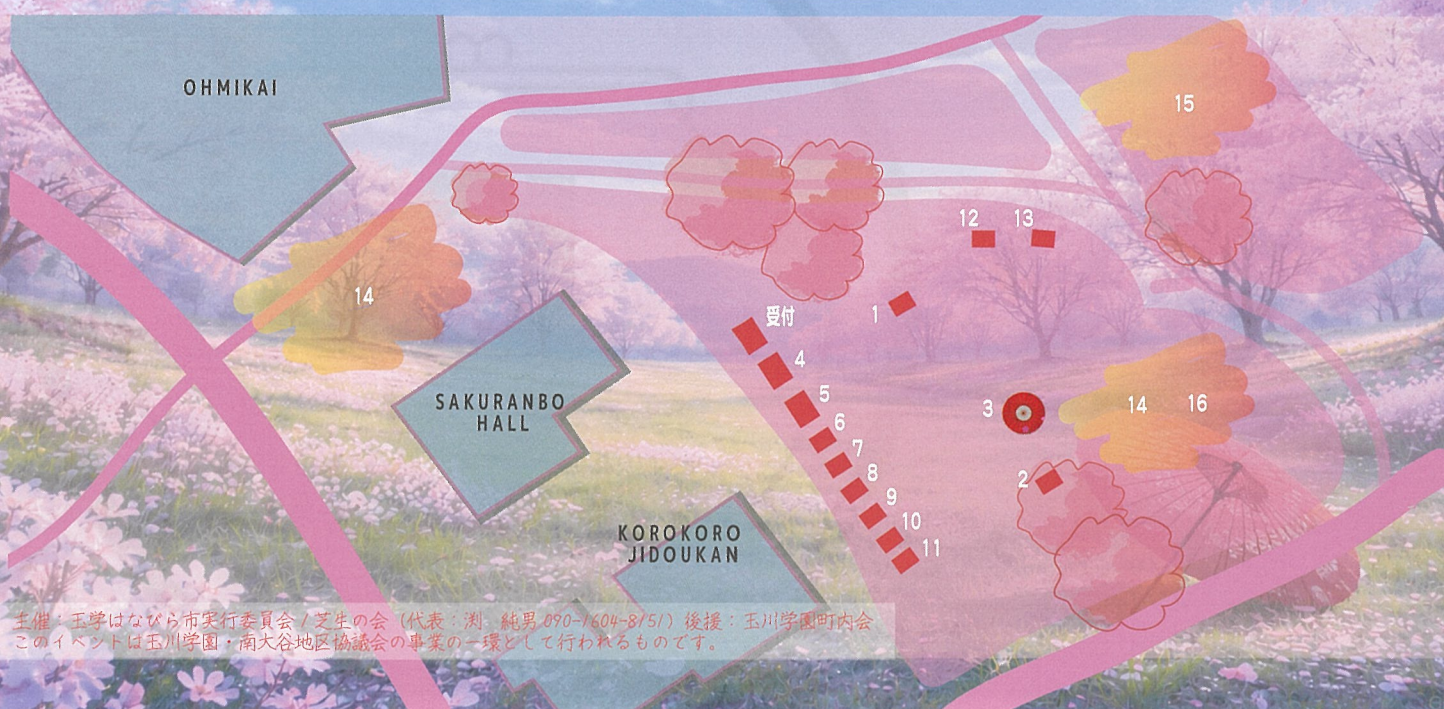 OHMIKAI
15
12 13
14
受付
1
4
SAKURANBO
HALL
5
3
14 16
6
7
8
2
9
10
KOROKORO
JIDOUKAN
11
主催：玉学はなびら市実行委員会 / 芝生の会（代表：渕 純男 090-1604-8751）後援：玉川学園町内会
このイベントは玉川学園・南大谷地区協議会の事業の一環として行われるものです。